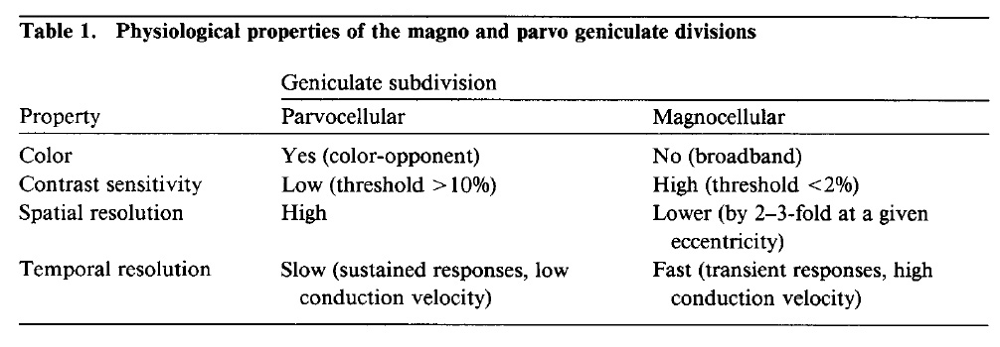 Table 1. Physiological properties of the magno and parvo geniculate divisions
Geniculate subdivision
Property Parvocellular Magnocellular
Color Yes (color-opponent) No (broadband)
Contrast sensitivity Low (threshold >10%) High (threshold <2%)
Spatial resolution High Lower (by 2–3-fold at a given
eccentricity)
Temporal resolution Slow (sustained responses, low Fast (transient responses, high
conduction velocity) conduction velocity)